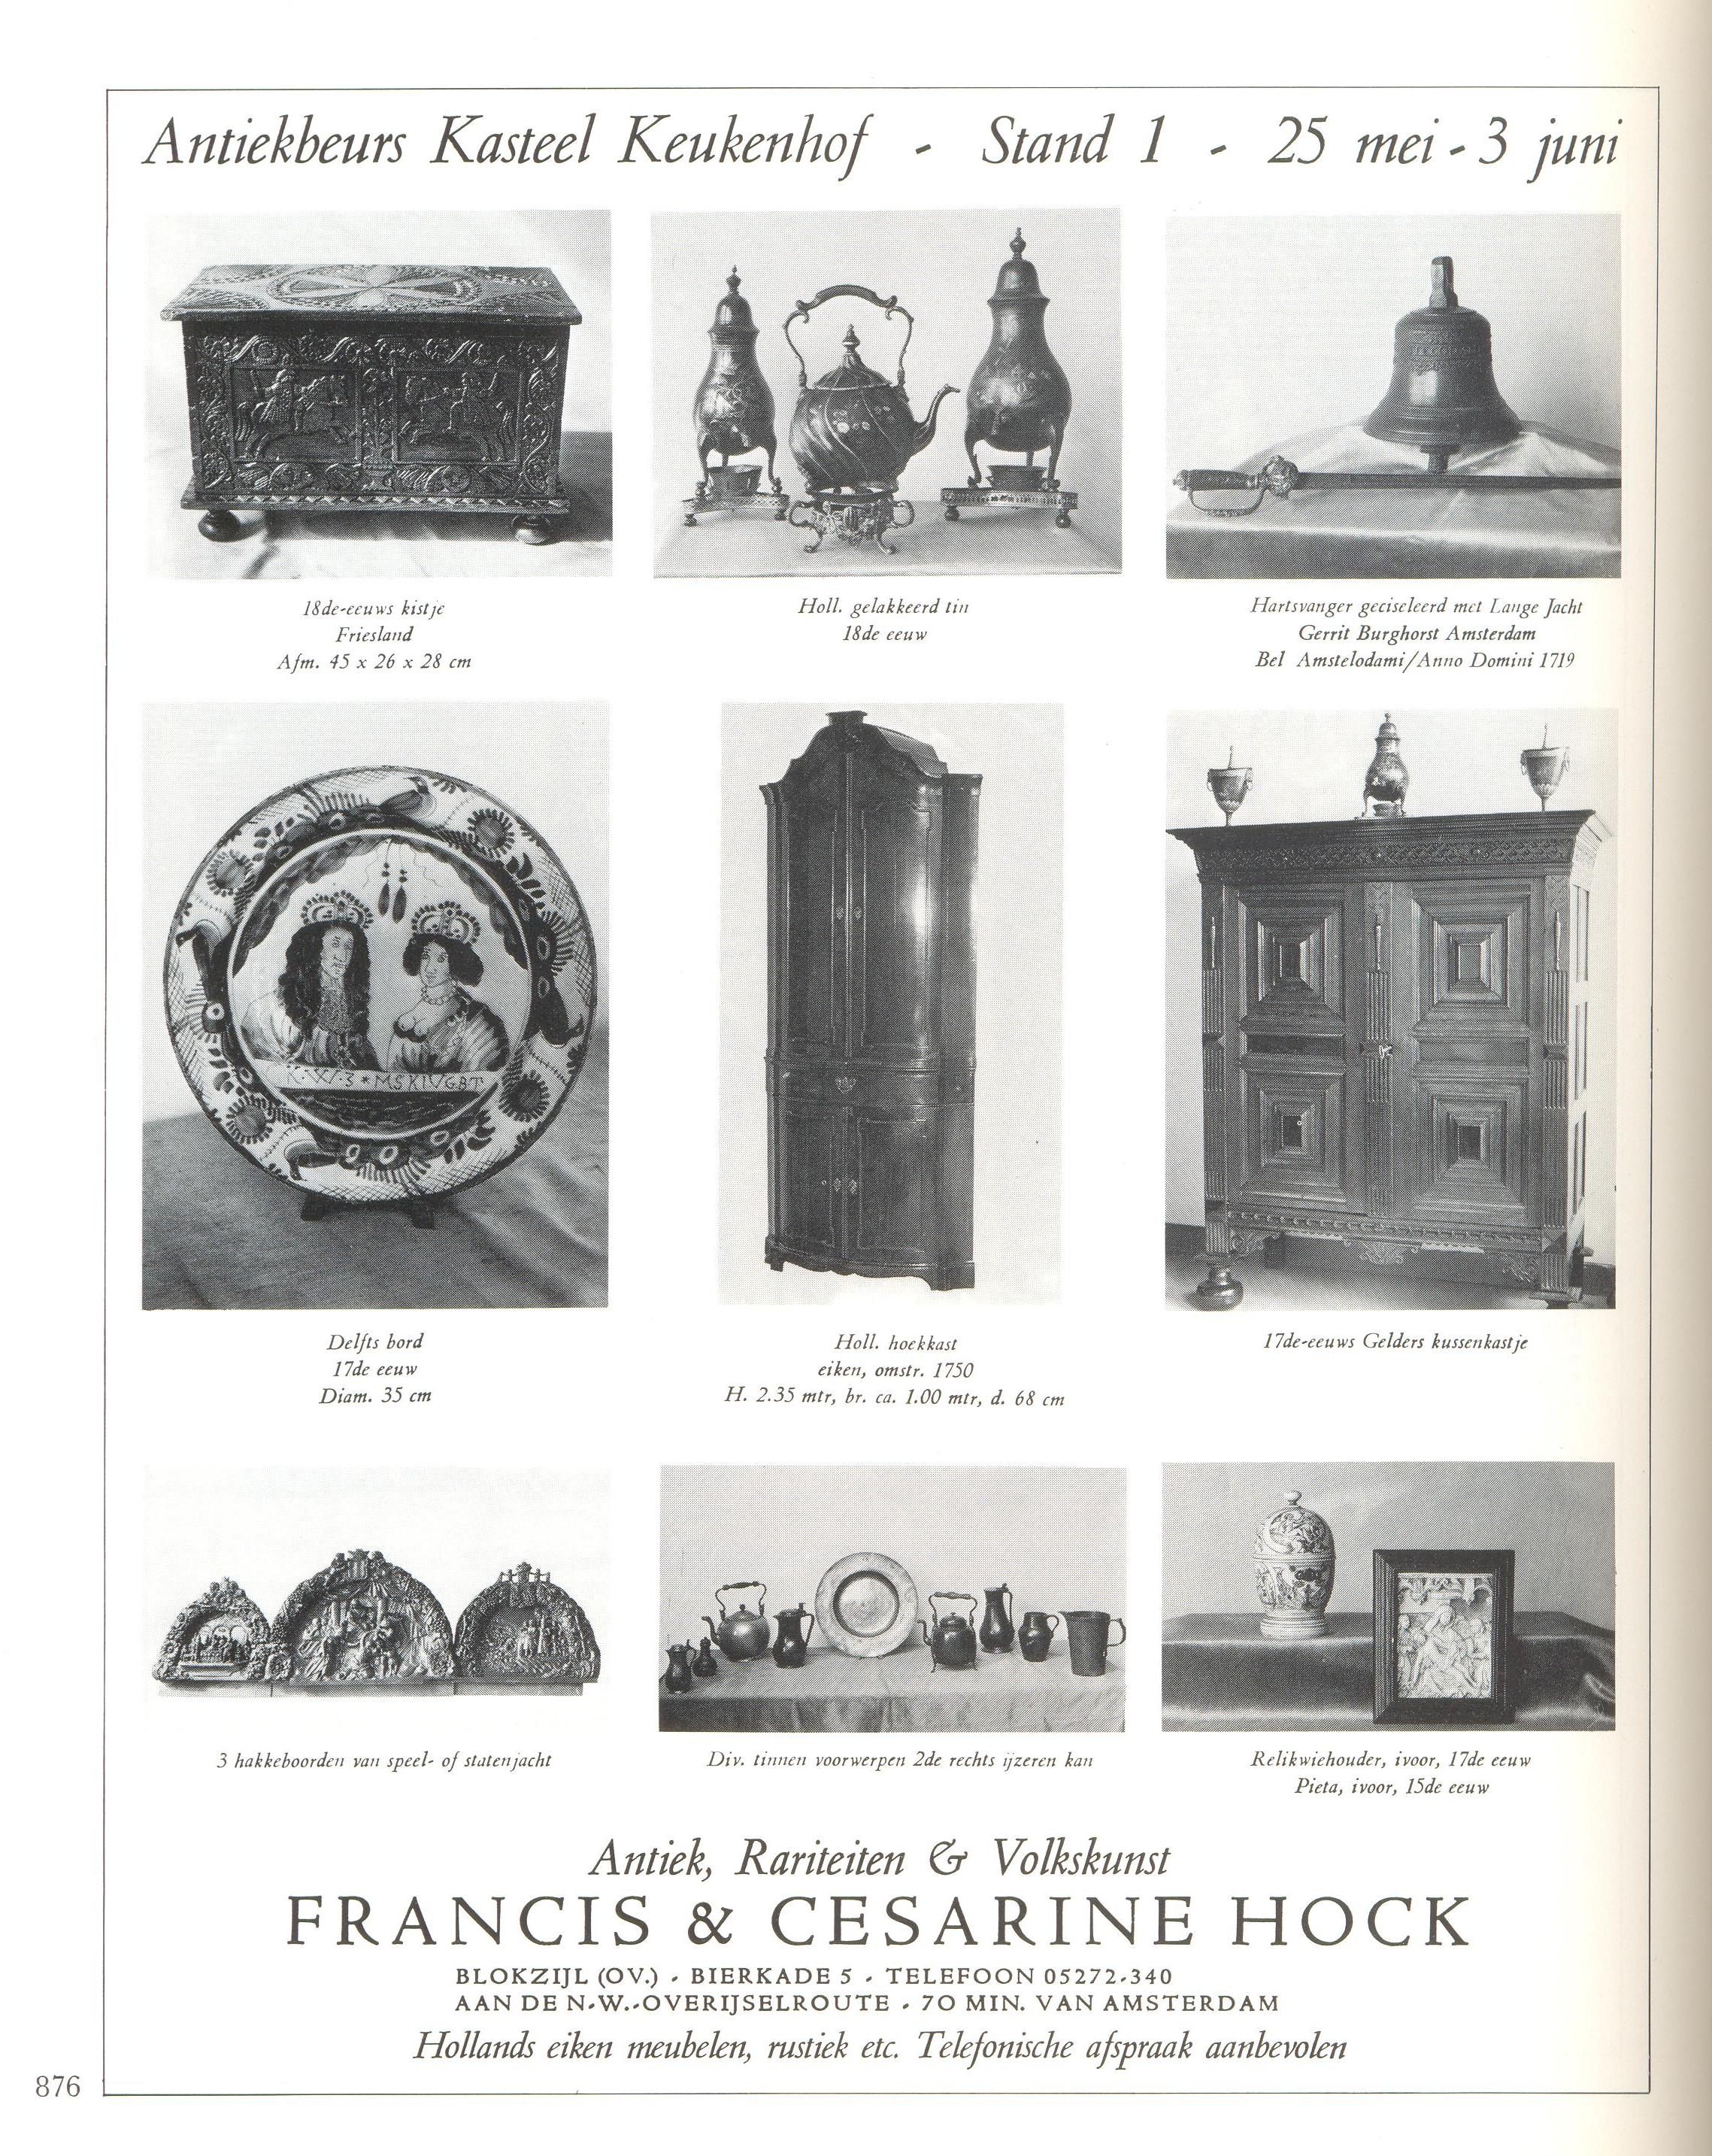 Antiekbeurs Kasteel Keukenhof - Stand 1 - 25 mei - 3 juni
18de-eeuws kistje
Friesland
Afm. 45 x 26 x 28 cm
Holl. gelakkeerd tin
18de eeuw
Hartsvanger geciseleerd met Lange Jacht
Gerrit Burghorst Amsterdam
Bel Amstelodami/Anno Domini 1719
K·W·3 * MSKIVGBT
Delfts bord
17de eeuw
Diam. 35 cm
Holl. hoekkast
eiken, omstr. 1750
H. 2.35 mtr, br. ca. 1.00 mtr, d. 68 cm
17de-eeuws Gelders kussenkastje
3 hakkeboorden van speel- of statenjacht
Div. tinnen voorwerpen 2de rechts ijzeren kan
Relikwiehouder, ivoor, 17de eeuw
Pieta, ivoor, 15de eeuw
Antiek, Rariteiten & Volkskunst
FRANCIS & CESARINE HOCK
BLOKZIJL (OV.) - BIERKADE 5 - TELEFOON 05272-340
AAN DE N-W.-OVERIJSELROUTE - 70 MIN. VAN AMSTERDAM
Hollands eiken meubelen, rustiek etc. Telefonische afspraak aanbevolen
876